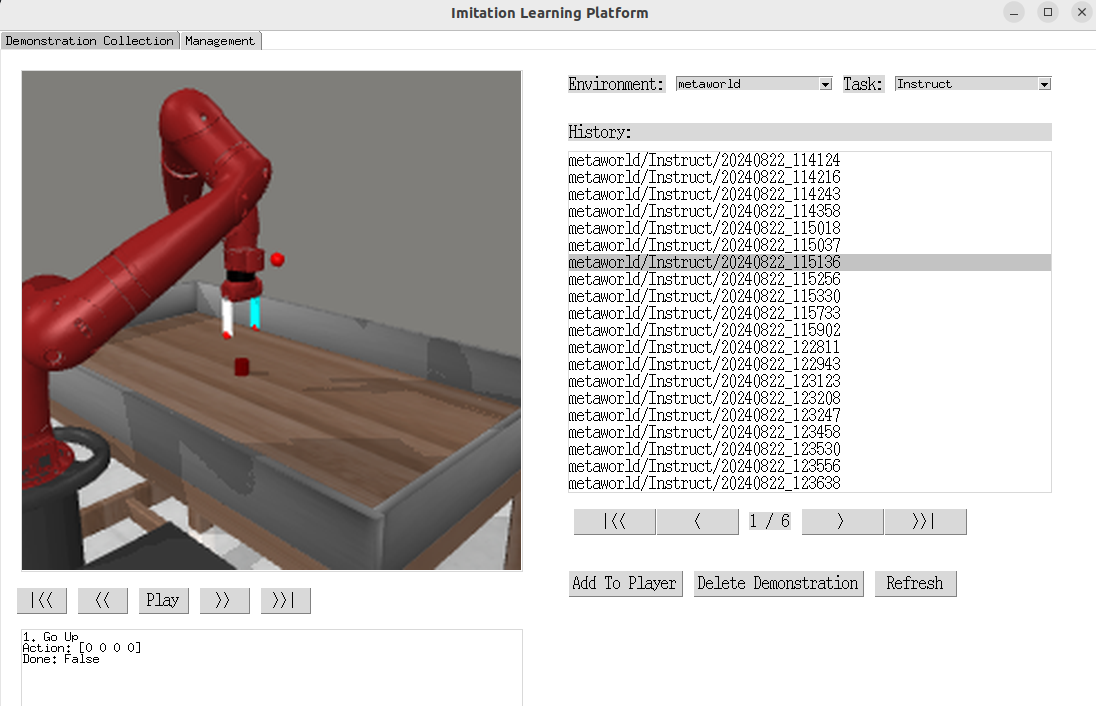 Imitation Learning Platform
Demonstration Collection Management
Environment: metaworld Task: Instruct
History:
metaworld/Instruct/20240822_114124
metaworld/Instruct/20240822_114216
metaworld/Instruct/20240822_114243
metaworld/Instruct/20240822_114358
metaworld/Instruct/20240822_115018
metaworld/Instruct/20240822_115037
metaworld/Instruct/20240822_115136
metaworld/Instruct/20240822_115256
metaworld/Instruct/20240822_115330
metaworld/Instruct/20240822_115733
metaworld/Instruct/20240822_115902
metaworld/Instruct/20240822_122811
metaworld/Instruct/20240822_122943
metaworld/Instruct/20240822_123123
metaworld/Instruct/20240822_123208
metaworld/Instruct/20240822_123247
metaworld/Instruct/20240822_123458
metaworld/Instruct/20240822_123530
metaworld/Instruct/20240822_123556
metaworld/Instruct/20240822_123638
|<< < 1 / 6 > >>|
Add To Player Delete Demonstration Refresh
|<< << Play >> >>|
1. Go Up
Action: [0 0 0 0]
Done: False